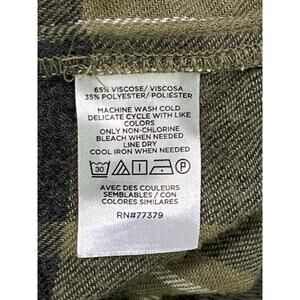 65% VISCOSE/ VISCOSA
35% POLYESTER/ POLIÉSTER
MACHINE WASH COLD
DELICATE CYCLE WITH LIKE
COLORS
ONLY NON-CHLORINE
BLEACH WHEN NEEDED
LINE DRY
COOL IRON WHEN NEEDED
30 P
AVEC DES COULEURS
SEMBLABLES/ CON
COLORES SIMILARES
RN#77379